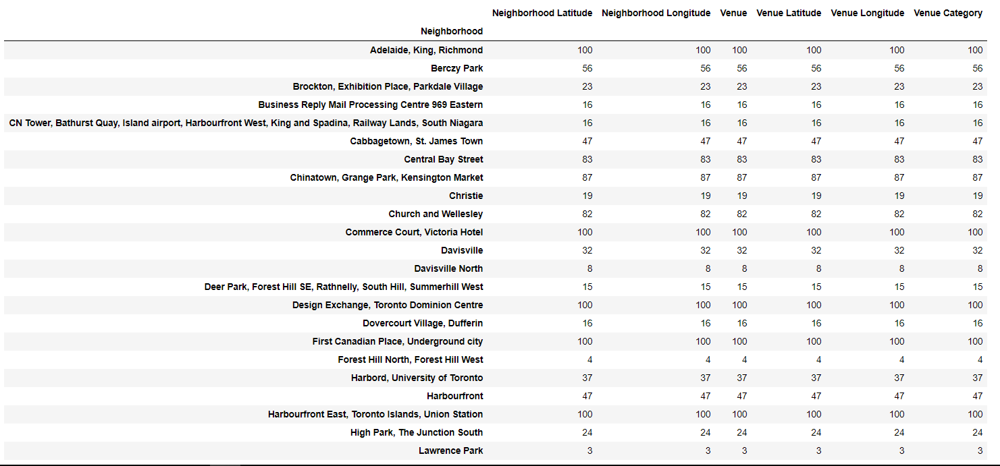 Neighborhood Latitude Neighborhood Longitude Venue Venue Latitude Venue Longitude Venue Category
Neighborhood
Adelaide, King, Richmond 100 100 100 100 100 100
Berczy Park 56 56 56 56 56 56
Brockton, Exhibition Place, Parkdale Village 23 23 23 23 23 23
Business Reply Mail Processing Centre 969 Eastern 16 16 16 16 16 16
CN Tower, Bathurst Quay, Island airport, Harbourfront West, King and Spadina, Railway Lands, South Niagara 16 16 16 16 16 16
Cabbagetown, St. James Town 47 47 47 47 47 47
Central Bay Street 83 83 83 83 83 83
Chinatown, Grange Park, Kensington Market 87 87 87 87 87 87
Christie 19 19 19 19 19 19
Church and Wellesley 82 82 82 82 82 82
Commerce Court, Victoria Hotel 100 100 100 100 100 100
Davisville 32 32 32 32 32 32
Davisville North 8 8 8 8 8 8
Deer Park, Forest Hill SE, Rathnelly, South Hill, Summerhill West 15 15 15 15 15 15
Design Exchange, Toronto Dominion Centre 100 100 100 100 100 100
Dovercourt Village, Dufferin 16 16 16 16 16 16
First Canadian Place, Underground city 100 100 100 100 100 100
Forest Hill North, Forest Hill West 4 4 4 4 4 4
Harbord, University of Toronto 37 37 37 37 37 37
Harbourfront 47 47 47 47 47 47
Harbourfront East, Toronto Islands, Union Station 100 100 100 100 100 100
High Park, The Junction South 24 24 24 24 24 24
Lawrence Park 3 3 3 3 3 3